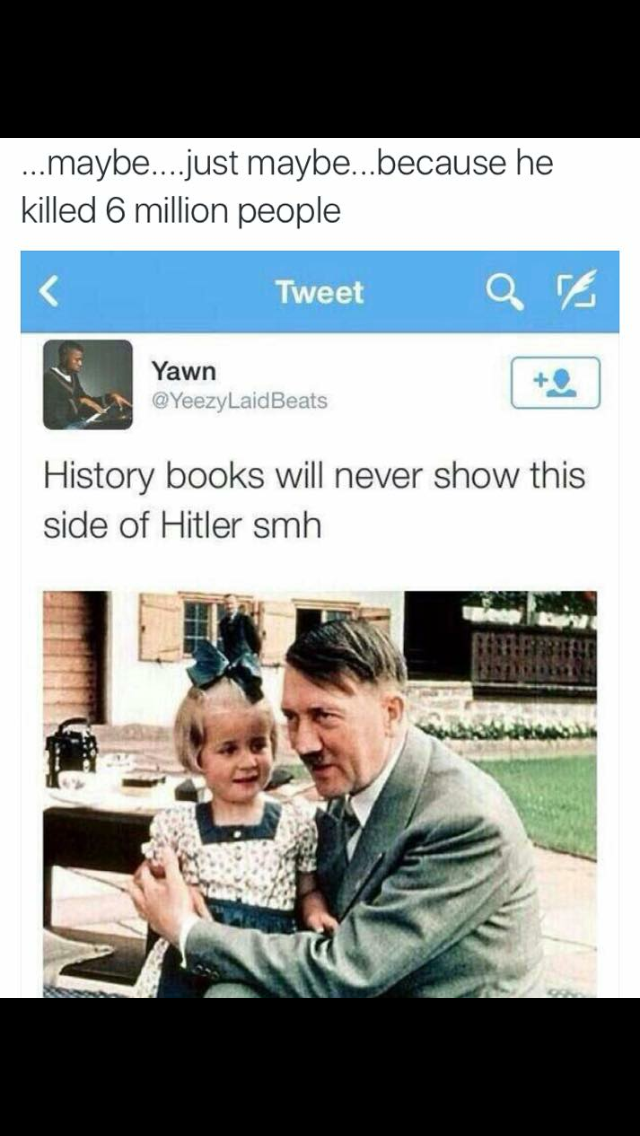 ...maybe....just maybe...because he
killed 6 million people
Tweet
Yawn
@YeezyLaidBeats
History books will never show this
side of Hitler smh